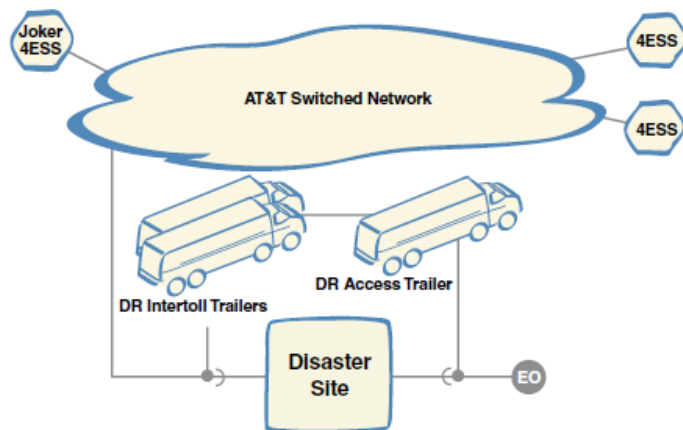 Joker
4ESS
4ESS
AT&T Switched Network
4ESS
DR Intertoll Trailers
DR Access Trailer
Disaster
Site
EO